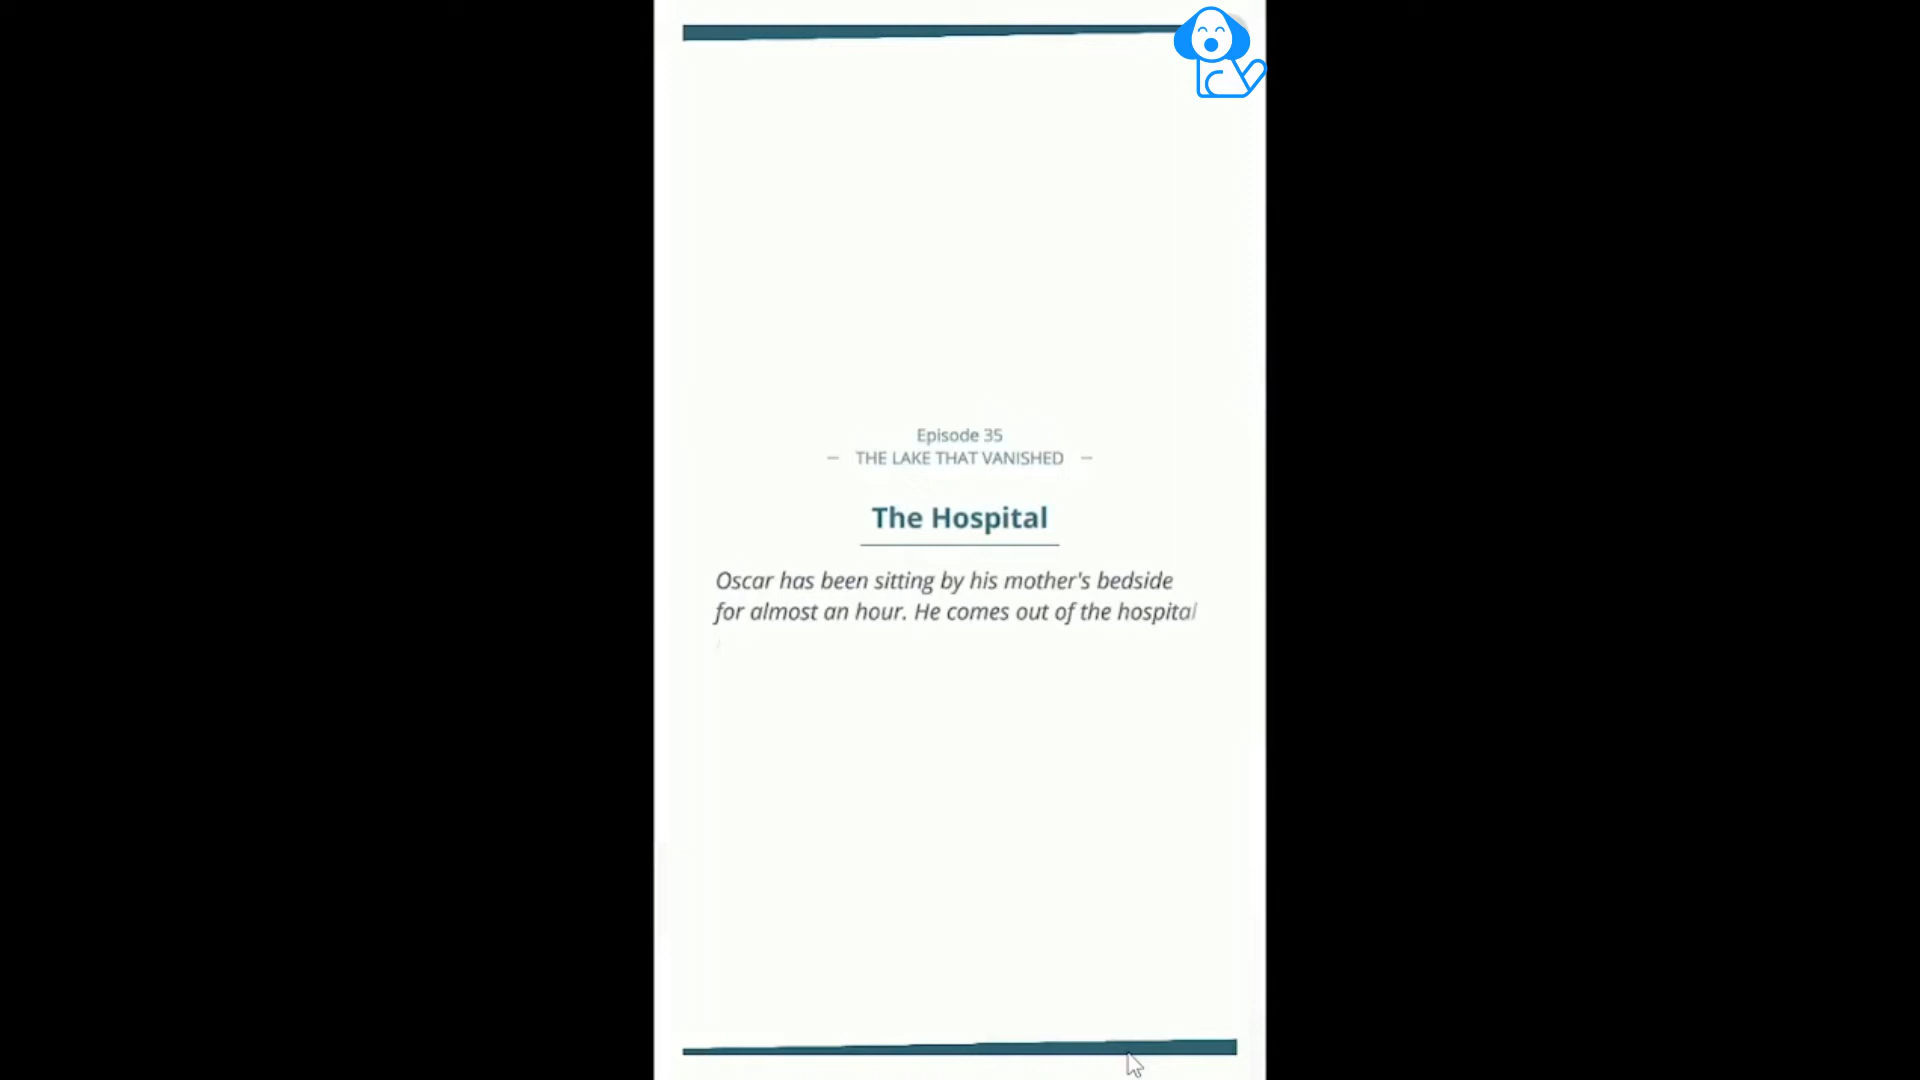 Episode 35
— THE LAKE THAT VANISHED —
The Hospital
Oscar has been sitting by his mother's bedside
for almost an hour. He comes out of the hospital